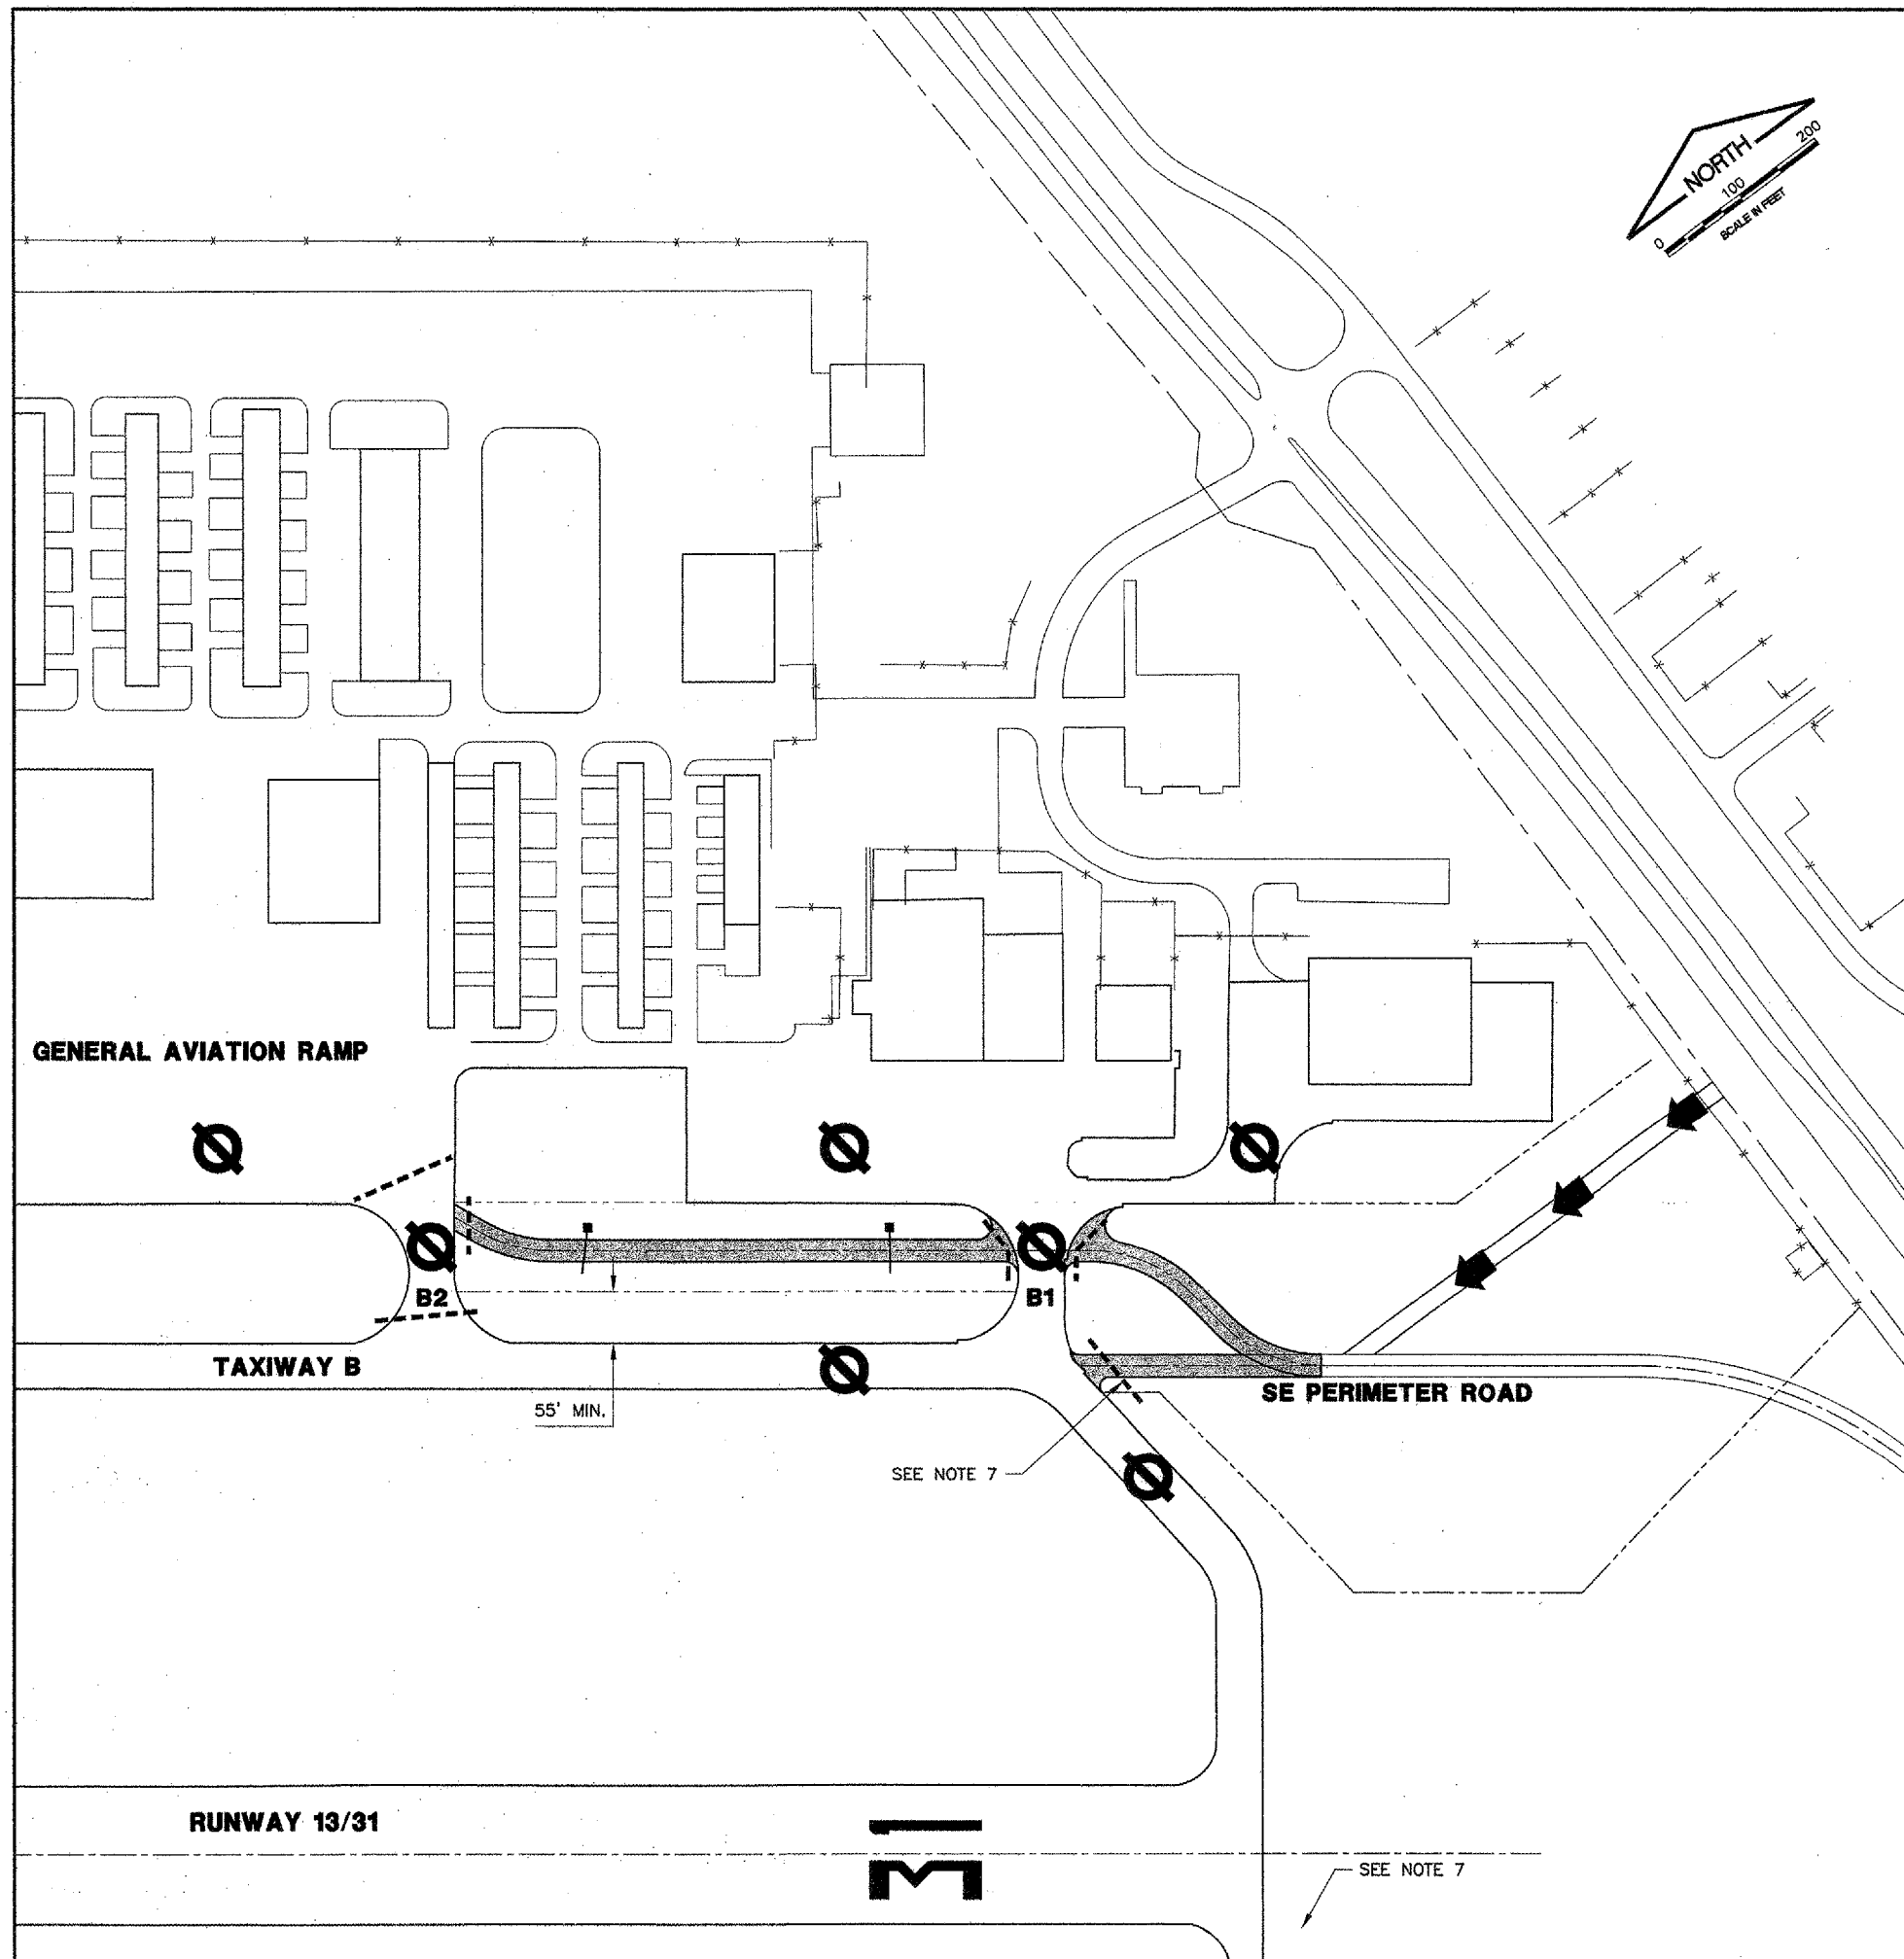 NORTH
0 100 200
SCALE IN FEET
GENERAL AVIATION RAMP
B2
B1
TAXIWAY B
SE PERIMETER ROAD
55' MIN.
SEE NOTE 7
RUNWAY 13/31
31
SEE NOTE 7